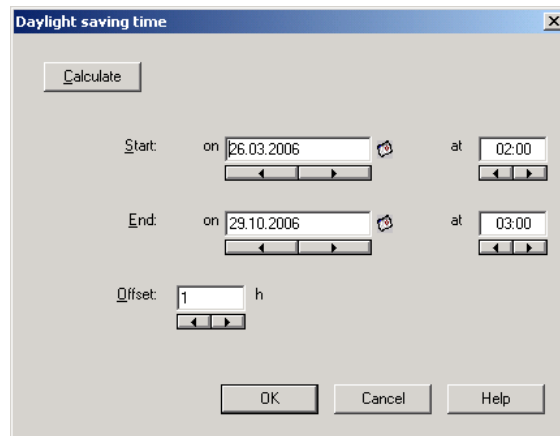 Daylight saving time
Calculate
Start: on 26.03.2006 at 02:00
End: on 29.10.2006 at 03:00
Offset: 1 h
OK Cancel Help